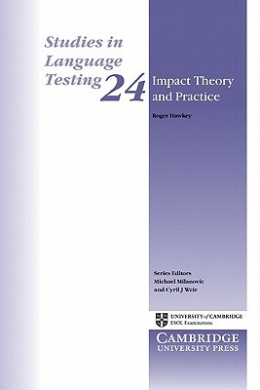 Studies in
Language
Testing 24
Impact Theory
and Practice
Roger Hawkey
Series Editors
Michael Milanovic
and Cyril J Weir
UNIVERSITY of CAMBRIDGE
ESOL Examinations
CAMBRIDGE
UNIVERSITY PRESS